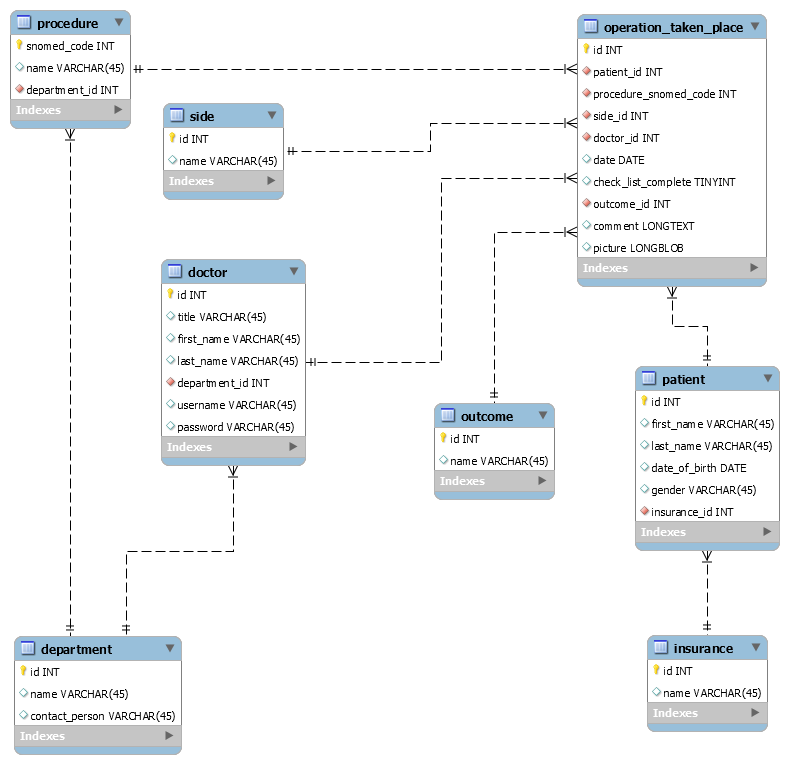 procedure
snomed_code INT
name VARCHAR(45)
department_id INT
Indexes
operation_taken_place
id INT
patient_id INT
procedure_snomed_code INT
side_id INT
doctor_id INT
date DATE
check_list_complete TINYINT
outcome_id INT
comment LONGTEXT
picture LONGBLOB
Indexes
side
id INT
name VARCHAR(45)
Indexes
doctor
id INT
title VARCHAR(45)
first_name VARCHAR(45)
last_name VARCHAR(45)
department_id INT
username VARCHAR(45)
password VARCHAR(45)
Indexes
outcome
id INT
name VARCHAR(45)
Indexes
patient
id INT
first_name VARCHAR(45)
last_name VARCHAR(45)
date_of_birth DATE
gender VARCHAR(45)
insurance_id INT
Indexes
department
id INT
name VARCHAR(45)
contact_person VARCHAR(45)
Indexes
insurance
id INT
name VARCHAR(45)
Indexes